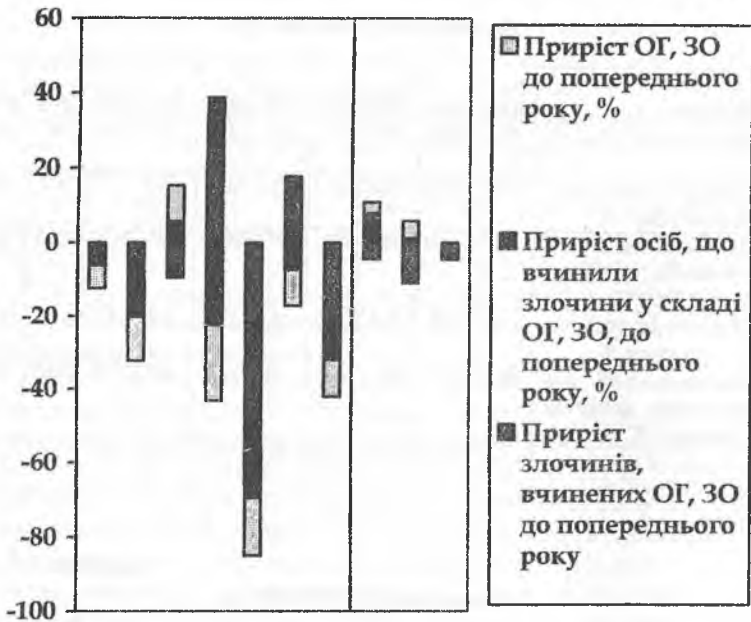 60
40
20
0
-20
-40
-60
-80
-100
Приріст ОГ, ЗО
до попереднього
року, %
Приріст осіб, що
вчинили
злочини у складі
ОГ, ЗО, до
попереднього
року, %
Приріст
злочинів,
вчинених ОГ, ЗО
до попереднього
року